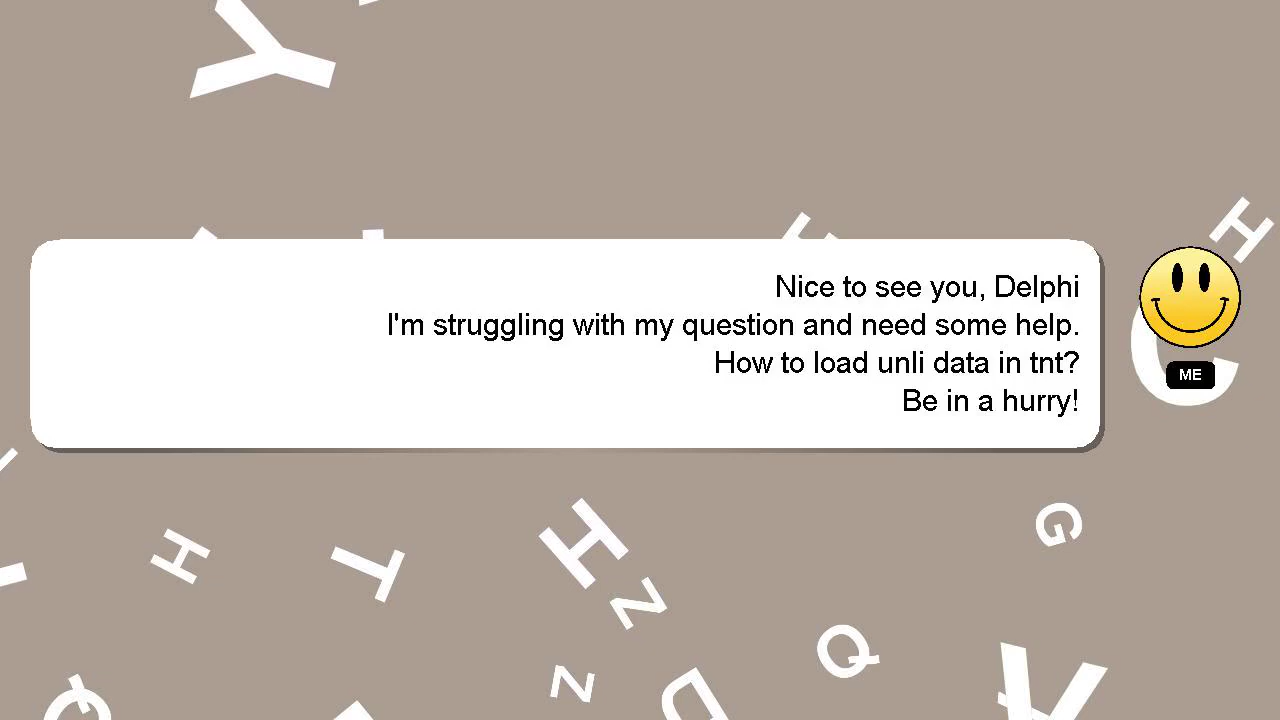 Nice to see you, Delphi
I'm struggling with my question and need some help.
How to load unli data in tnt?
Be in a hurry!
ME
Y
H
C
H
T
H
Z
G
Q
Z